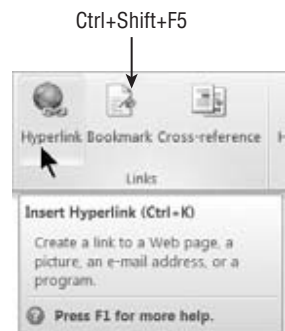 Ctrl+Shift+F5
Hyperlink Bookmark Cross-reference H
Links
Insert Hyperlink (Ctrl+K)
Create a link to a Web page, a
picture, an e-mail address, or a
program.
Press F1 for more help.